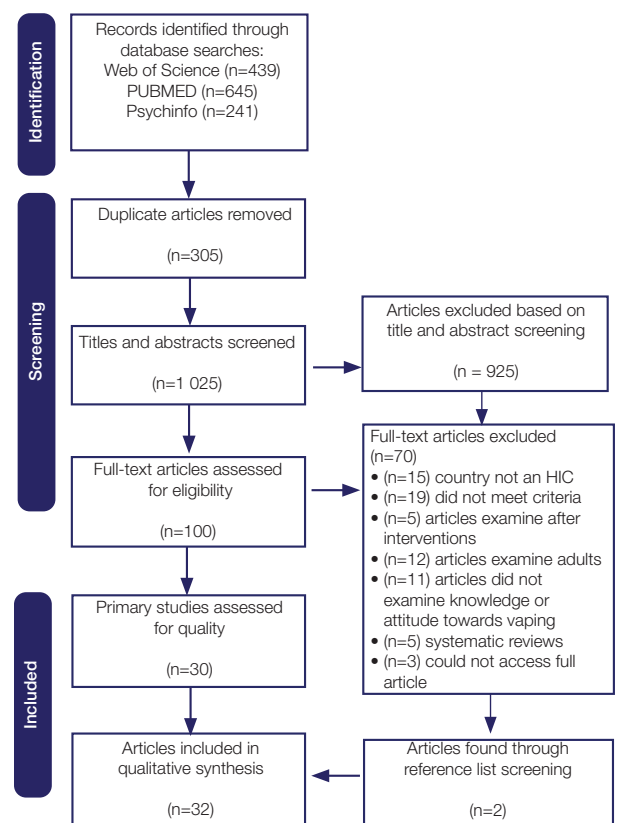 Identification
Records identified through
database searches:
Web of Science (n=439)
PUBMED (n=645)
Psychinfo (n=241)
Screening
Duplicate articles removed
(n=305)
Titles and abstracts screened
(n=1 025)
Articles excluded based on
title and abstract screening
(n = 925)
Full-text articles assessed
for eligibility
(n=100)
Full-text articles excluded
(n=70)
• (n=15) country not an HIC
• (n=19) did not meet criteria
• (n=5) articles examine after
interventions
• (n=12) articles examine adults
• (n=11) articles did not
examine knowledge or
attitude towards vaping
• (n=5) systematic reviews
• (n=3) could not access full
article
Included
Primary studies assessed
for quality
(n=30)
Articles included in
qualitative synthesis
(n=32)
Articles found through
reference list screening
(n=2)